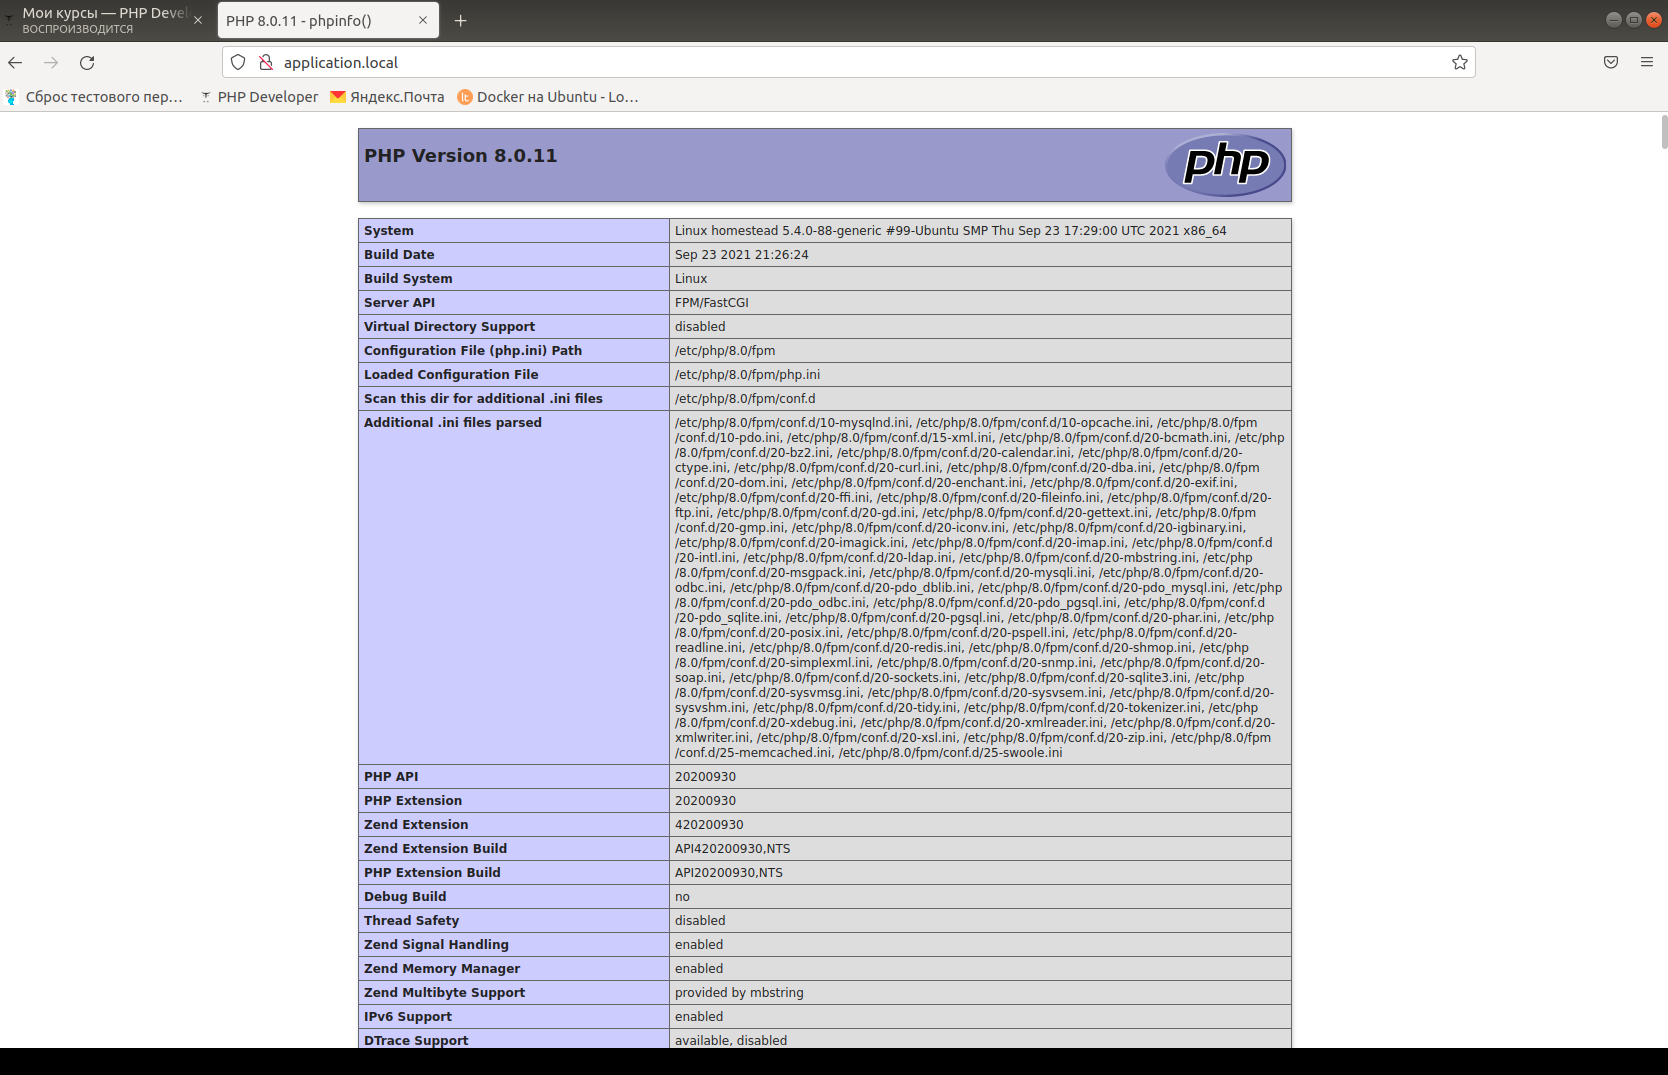 Мои курсы — PHP Devel
ВОСПРОИЗВОДИТСЯ
PHP 8.0.11 - phpinfo()
application.local
Сброс тестового пер…
PHP Developer
Яндекс.Почта
lt
Docker на Ubuntu - Lo…
PHP Version 8.0.11
php
System Linux homestead 5.4.0-88-generic #99-Ubuntu SMP Thu Sep 23 17:29:00 UTC 2021 x86_64
Build Date Sep 23 2021 21:26:24
Build System Linux
Server API FPM/FastCGI
Virtual Directory Support disabled
Configuration File (php.ini) Path /etc/php/8.0/fpm
Loaded Configuration File /etc/php/8.0/fpm/php.ini
Scan this dir for additional .ini files /etc/php/8.0/fpm/conf.d
Additional .ini files parsed /etc/php/8.0/fpm/conf.d/10-mysqlnd.ini, /etc/php/8.0/fpm/conf.d/10-opcache.ini, /etc/php/8.0/fpm
/conf.d/10-pdo.ini, /etc/php/8.0/fpm/conf.d/15-xml.ini, /etc/php/8.0/fpm/conf.d/20-bcmath.ini, /etc/php
/8.0/fpm/conf.d/20-bz2.ini, /etc/php/8.0/fpm/conf.d/20-calendar.ini, /etc/php/8.0/fpm/conf.d/20-
ctype.ini, /etc/php/8.0/fpm/conf.d/20-curl.ini, /etc/php/8.0/fpm/conf.d/20-dba.ini, /etc/php/8.0/fpm
/conf.d/20-dom.ini, /etc/php/8.0/fpm/conf.d/20-enchant.ini, /etc/php/8.0/fpm/conf.d/20-exif.ini,
/etc/php/8.0/fpm/conf.d/20-ffi.ini, /etc/php/8.0/fpm/conf.d/20-fileinfo.ini, /etc/php/8.0/fpm/conf.d/20-
ftp.ini, /etc/php/8.0/fpm/conf.d/20-gd.ini, /etc/php/8.0/fpm/conf.d/20-gettext.ini, /etc/php/8.0/fpm
/conf.d/20-gmp.ini, /etc/php/8.0/fpm/conf.d/20-iconv.ini, /etc/php/8.0/fpm/conf.d/20-igbinary.ini,
/etc/php/8.0/fpm/conf.d/20-imagick.ini, /etc/php/8.0/fpm/conf.d/20-imap.ini, /etc/php/8.0/fpm/conf.d
/20-intl.ini, /etc/php/8.0/fpm/conf.d/20-ldap.ini, /etc/php/8.0/fpm/conf.d/20-mbstring.ini, /etc/php
/8.0/fpm/conf.d/20-msgpack.ini, /etc/php/8.0/fpm/conf.d/20-mysqli.ini, /etc/php/8.0/fpm/conf.d/20-
odbc.ini, /etc/php/8.0/fpm/conf.d/20-pdo_dblib.ini, /etc/php/8.0/fpm/conf.d/20-pdo_mysql.ini, /etc/php
/8.0/fpm/conf.d/20-pdo_odbc.ini, /etc/php/8.0/fpm/conf.d/20-pdo_pgsql.ini, /etc/php/8.0/fpm/conf.d
/20-pdo_sqlite.ini, /etc/php/8.0/fpm/conf.d/20-pgsql.ini, /etc/php/8.0/fpm/conf.d/20-phar.ini, /etc/php
/8.0/fpm/conf.d/20-posix.ini, /etc/php/8.0/fpm/conf.d/20-pspell.ini, /etc/php/8.0/fpm/conf.d/20-
readline.ini, /etc/php/8.0/fpm/conf.d/20-redis.ini, /etc/php/8.0/fpm/conf.d/20-shmop.ini, /etc/php
/8.0/fpm/conf.d/20-simplexml.ini, /etc/php/8.0/fpm/conf.d/20-snmp.ini, /etc/php/8.0/fpm/conf.d/20-
soap.ini, /etc/php/8.0/fpm/conf.d/20-sockets.ini, /etc/php/8.0/fpm/conf.d/20-sqlite3.ini, /etc/php
/8.0/fpm/conf.d/20-sysvmsg.ini, /etc/php/8.0/fpm/conf.d/20-sysvsem.ini, /etc/php/8.0/fpm/conf.d/20-
sysvshm.ini, /etc/php/8.0/fpm/conf.d/20-tidy.ini, /etc/php/8.0/fpm/conf.d/20-tokenizer.ini, /etc/php
/8.0/fpm/conf.d/20-xdebug.ini, /etc/php/8.0/fpm/conf.d/20-xmlreader.ini, /etc/php/8.0/fpm/conf.d/20-
xmlwriter.ini, /etc/php/8.0/fpm/conf.d/20-xsl.ini, /etc/php/8.0/fpm/conf.d/20-zip.ini, /etc/php/8.0/fpm
/conf.d/25-memcached.ini, /etc/php/8.0/fpm/conf.d/25-swoole.ini
PHP API 20200930
PHP Extension 20200930
Zend Extension 420200930
Zend Extension Build API420200930,NTS
PHP Extension Build API20200930,NTS
Debug Build no
Thread Safety disabled
Zend Signal Handling enabled
Zend Memory Manager enabled
Zend Multibyte Support provided by mbstring
IPv6 Support enabled
DTrace Support available, disabled